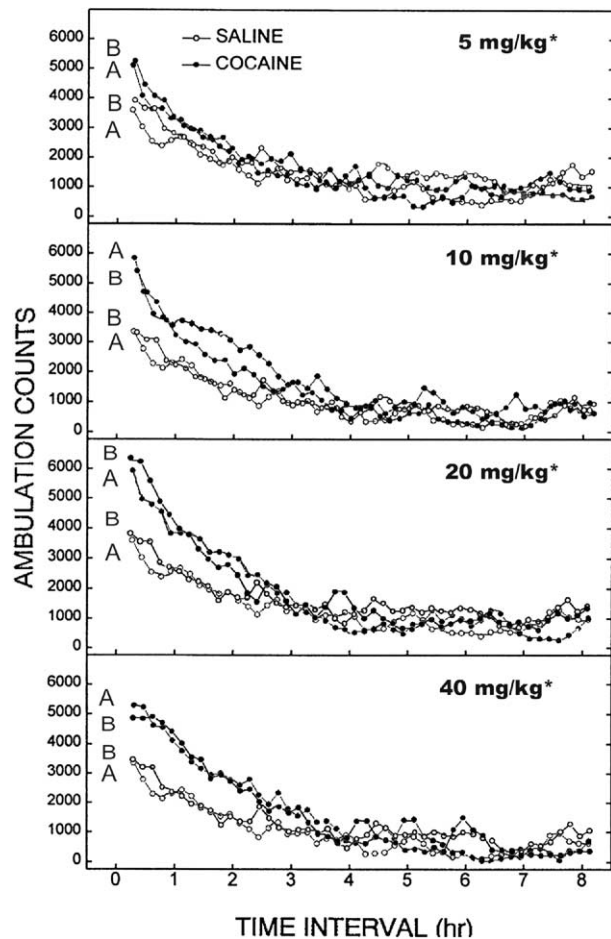 SALINE
COCAINE
5 mg/kg*
6000
5000
4000
3000
2000
1000
0
B
A
B
A
10 mg/kg*
6000
5000
4000
3000
2000
1000
0
A
B
B
A
20 mg/kg*
6000
5000
4000
3000
2000
1000
0
B
A
B
A
40 mg/kg*
6000
5000
4000
3000
2000
1000
0
A
B
B
A
AMBULATION COUNTS
0 1 2 3 4 5 6 7 8
TIME INTERVAL (hr)